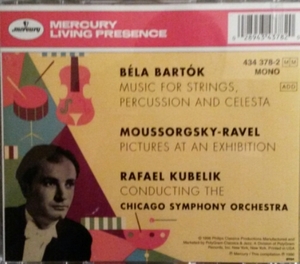 MERCURY
LIVING PRESENCE
434 378-2
MONO
BÉLA BARTÓK
MUSIC FOR STRINGS,
PERCUSSION AND CELESTA
ADD
MOUSSORGSKY-RAVEL
PICTURES AT AN EXHIBITION
RAFAEL KUBELIK
CONDUCTING THE
CHICAGO SYMPHONY ORCHESTRA